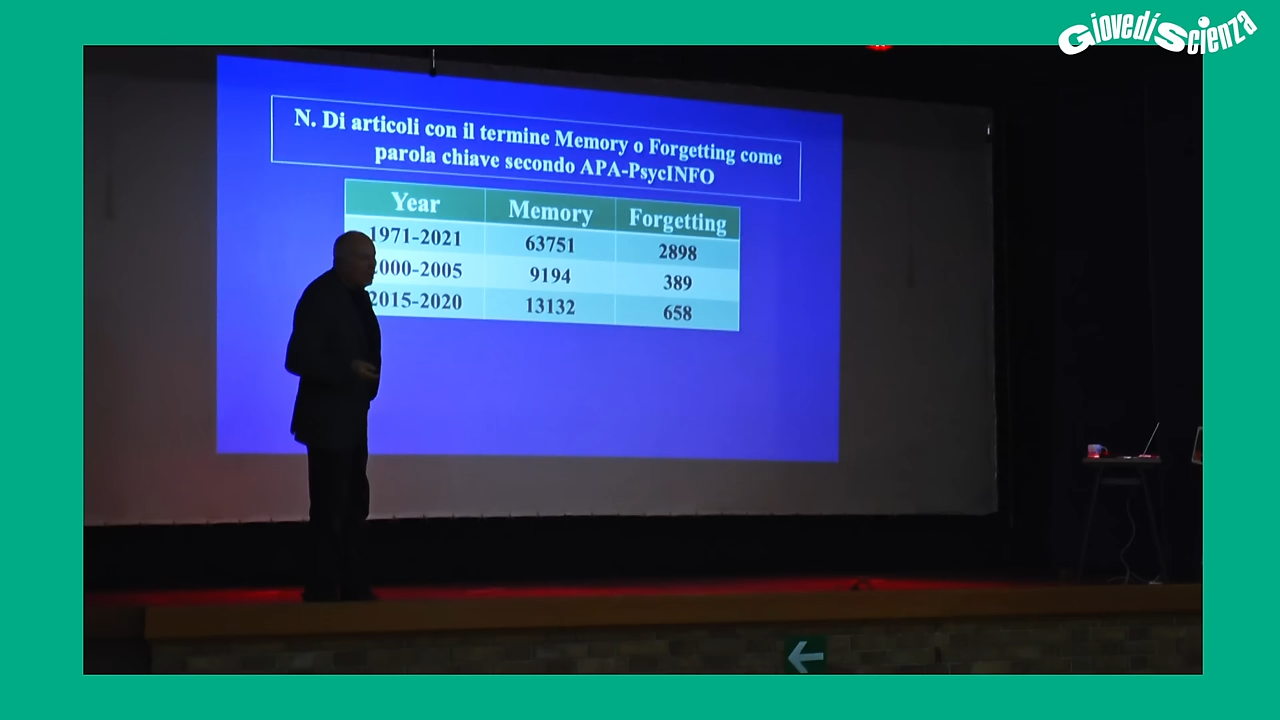 GiovedìScienza
N. Di articoli con il termine Memory o Forgetting come
parola chiave secondo APA-PsycINFO
Year Memory Forgetting
1971-2021 63751 2898
2000-2005 9194 389
2015-2020 13132 658